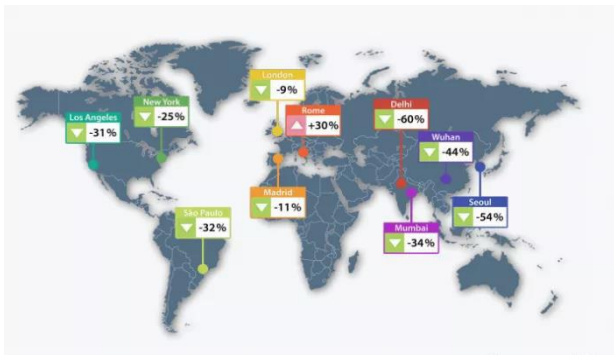 London
-9%
New York
-25%
Los Angeles
-31%
Rome
+30%
Delhi
-60%
Wuhan
-44%
Madrid
-11%
São Paulo
-32%
Seoul
-54%
Mumbai
-34%